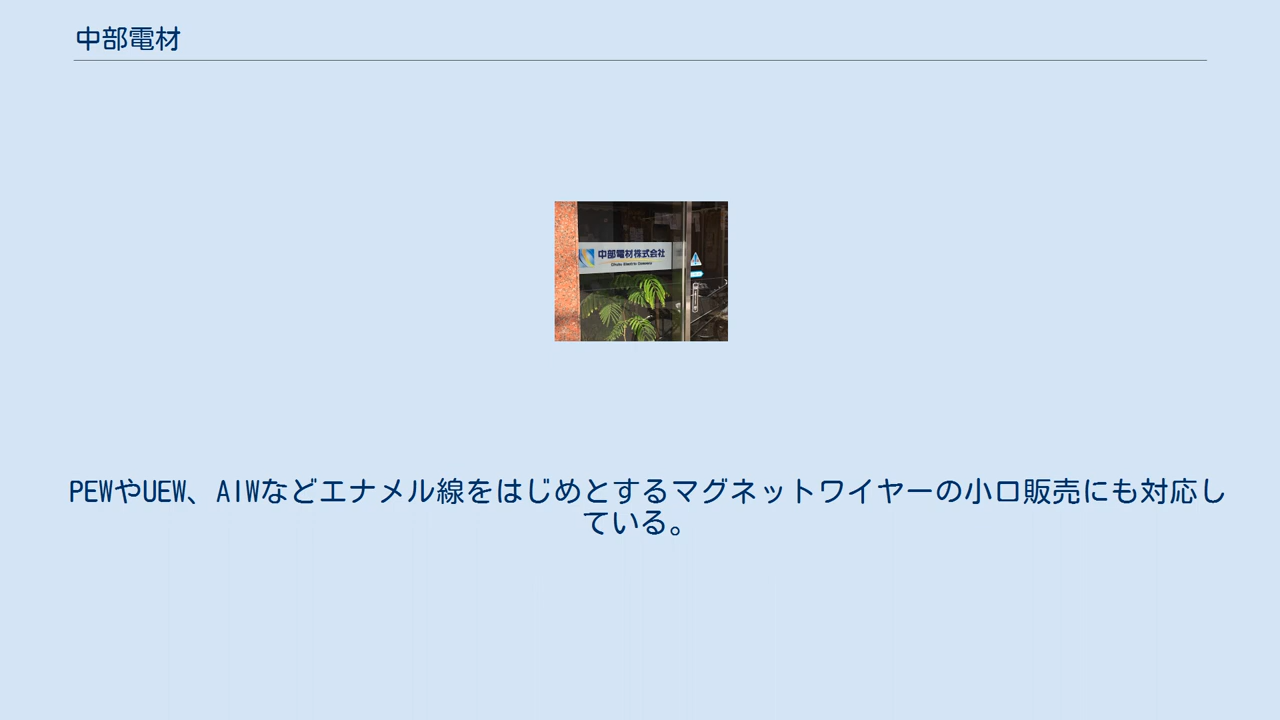 中部電材
中部電材株式会社
PEWやUEW、AIWなどエナメル線をはじめとするマグネットワイヤーの小口販売にも対応し
ている。